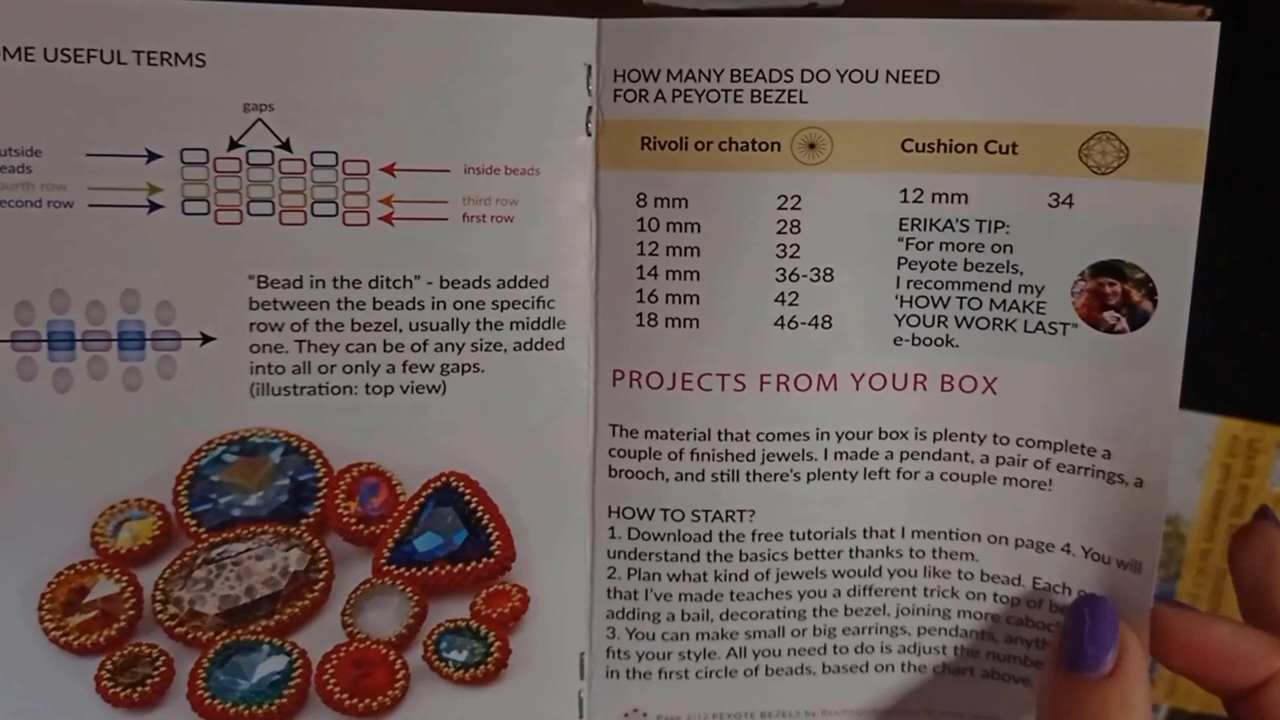 ME USEFUL TERMS
gaps
utside
eads
fourth row
econd row
inside beads
third row
first row
"Bead in the ditch" - beads added
between the beads in one specific
row of the bezel, usually the middle
one. They can be of any size, added
into all or only a few gaps.
(illustration: top view)
HOW MANY BEADS DO YOU NEED
FOR A PEYOTE BEZEL
Rivoli or chaton
Cushion Cut
8 mm 22
10 mm 28
12 mm 32
14 mm 36-38
16 mm 42
18 mm 46-48
12 mm 34
ERIKA'S TIP:
"For more on
Peyote bezels,
I recommend my
'HOW TO MAKE
YOUR WORK LAST"
e-book.
PROJECTS FROM YOUR BOX
The material that comes in your box is plenty to complete a
couple of finished jewels. I made a pendant, a pair of earrings, a
brooch, and still there's plenty left for a couple more!
HOW TO START?
1. Download the free tutorials that I mention on page 4. You will
understand the basics better thanks to them.
2. Plan what kind of jewels would you like to bead. Each
that I've made teaches you a different trick on top of
adding a bail, decorating the bezel, joining more
3. You can make small or big earrings, pendants,
fits your style. All you need to do is adjust the
in the first circle of beads, based on the chart above.
PEYOTE BEZELS by